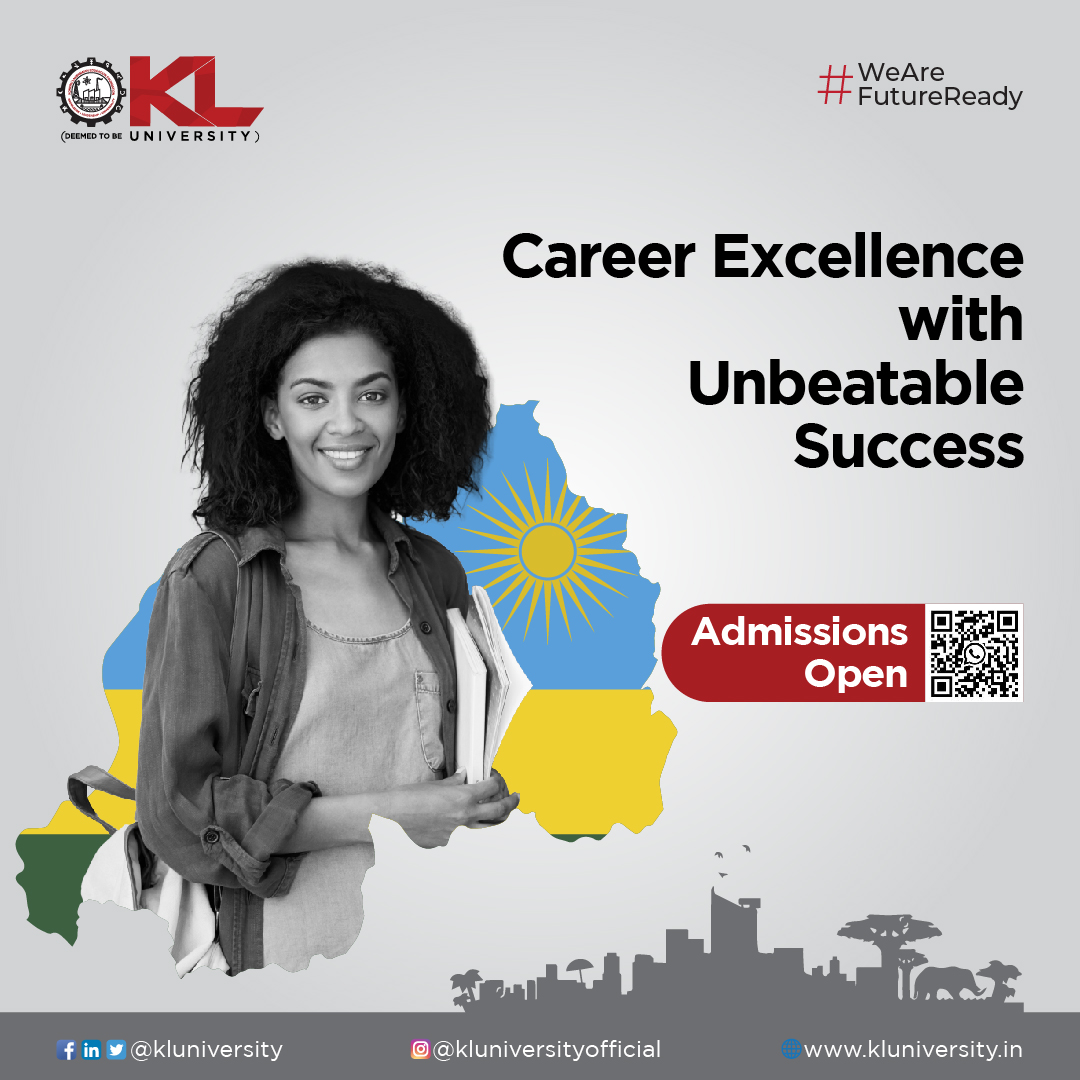 KL
(DEEMED TO BE UNIVERSITY)
#WeAre
FutureReady
Career Excellence
with
Unbeatable
Success
Admissions
Open
@kluniversity
@kluniversityofficial
www.kluniversity.in